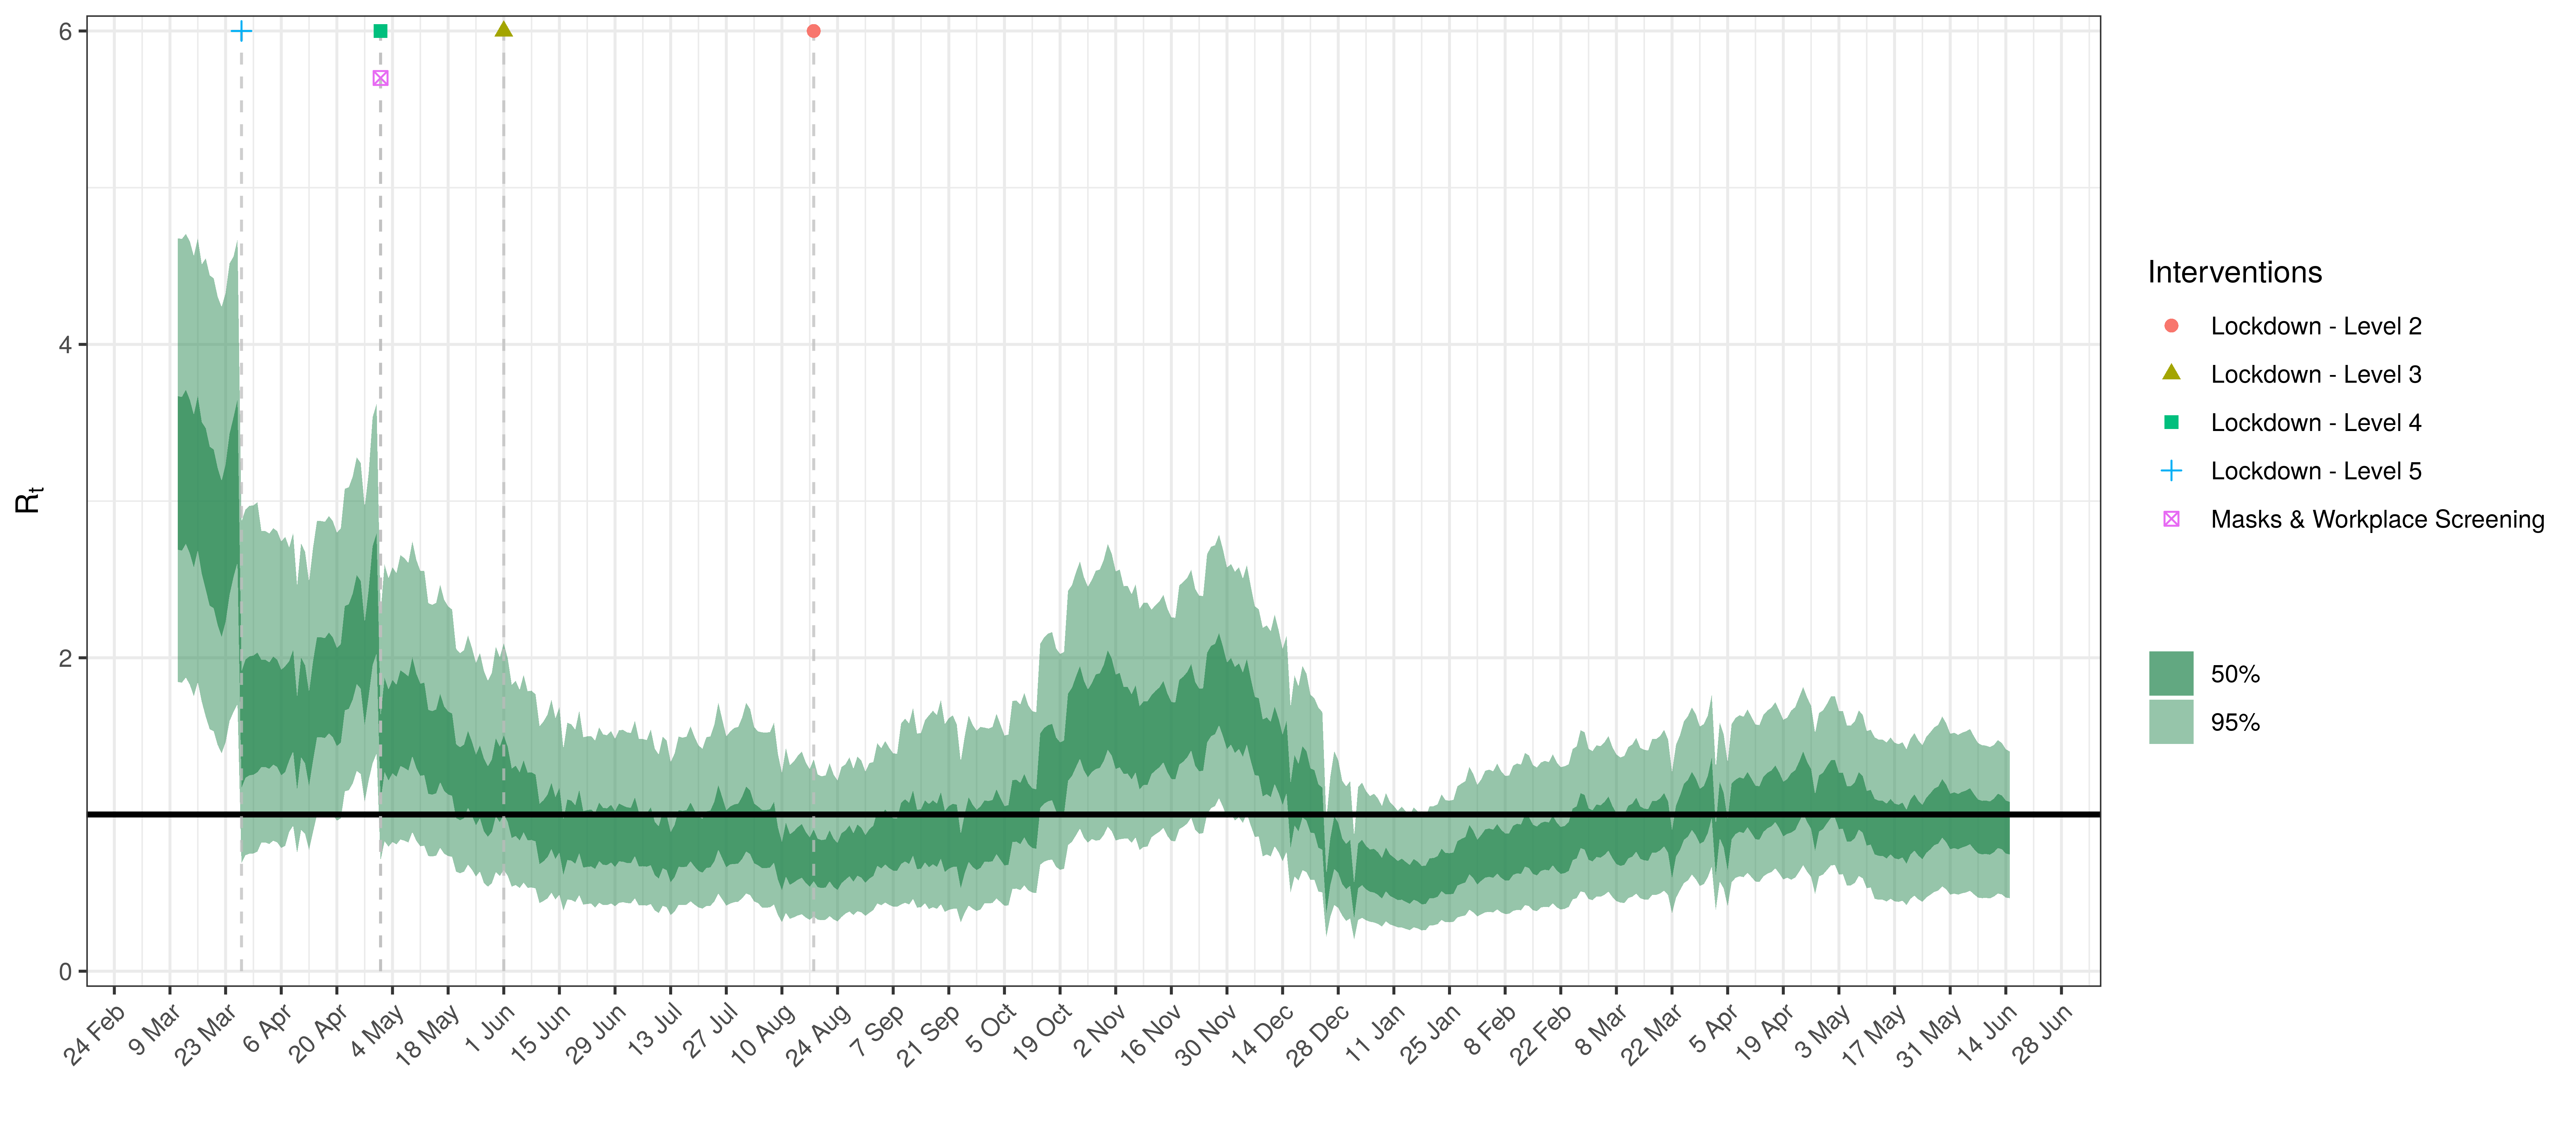 6
4
2
0
Rt
24 Feb
9 Mar
23 Mar
6 Apr
20 Apr
4 May
18 May
1 Jun
15 Jun
29 Jun
13 Jul
27 Jul
10 Aug
24 Aug
7 Sep
21 Sep
5 Oct
19 Oct
2 Nov
16 Nov
30 Nov
14 Dec
28 Dec
11 Jan
25 Jan
8 Feb
22 Feb
8 Mar
22 Mar
5 Apr
19 Apr
3 May
17 May
31 May
14 Jun
28 Jun
Interventions
Lockdown - Level 2
Lockdown - Level 3
Lockdown - Level 4
Lockdown - Level 5
Masks & Workplace Screening
50%
95%